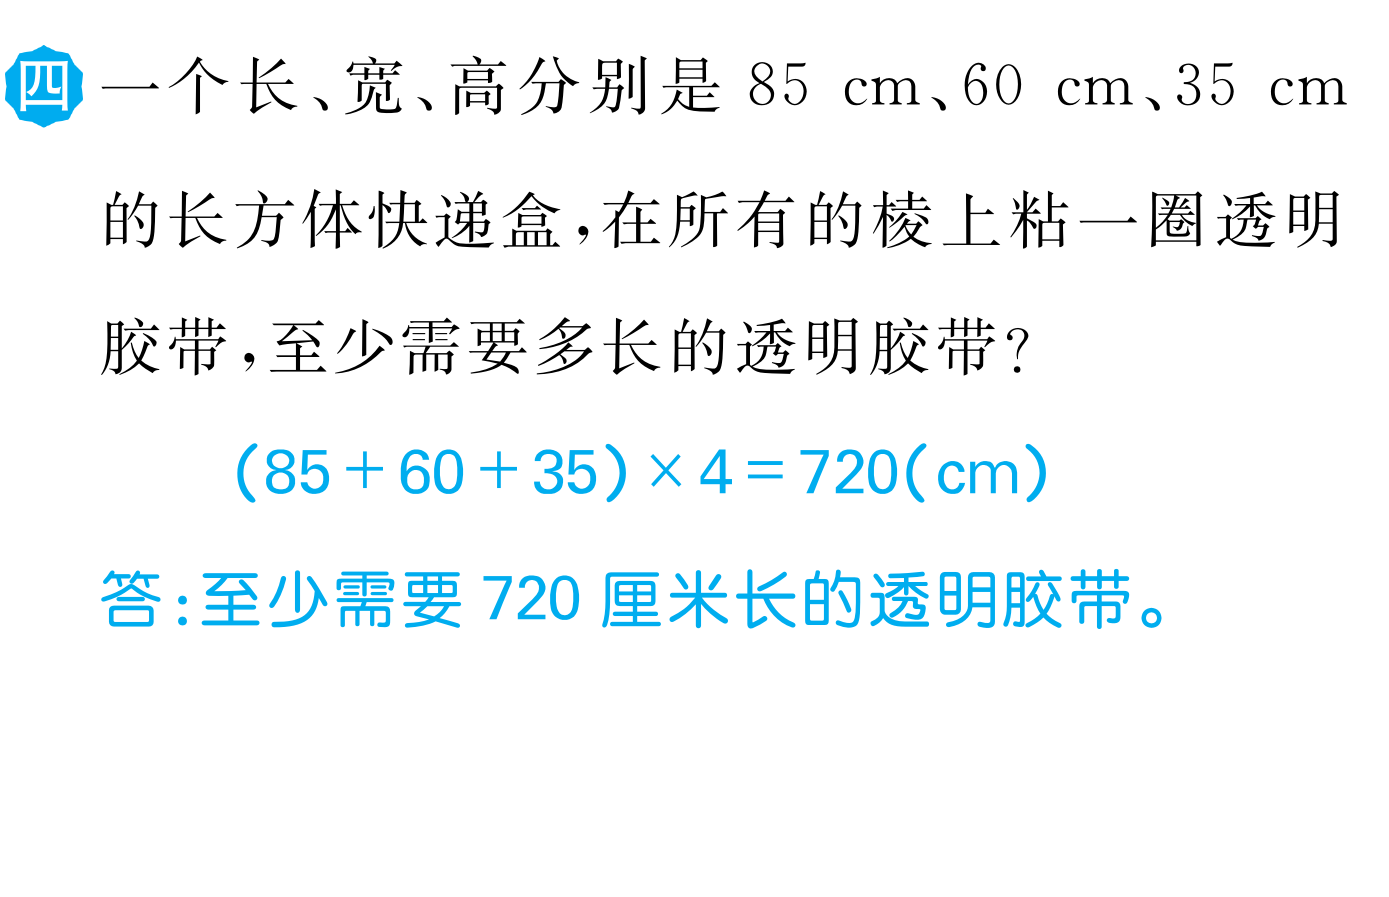 四 一个长、宽、高分别是 85 cm、60 cm、35 cm
的长方体快递盒,在所有的棱上粘一圈透明
胶带,至少需要多长的透明胶带?
(85+60+35)×4=720(cm)
答:至少需要 720 厘米长的透明胶带。